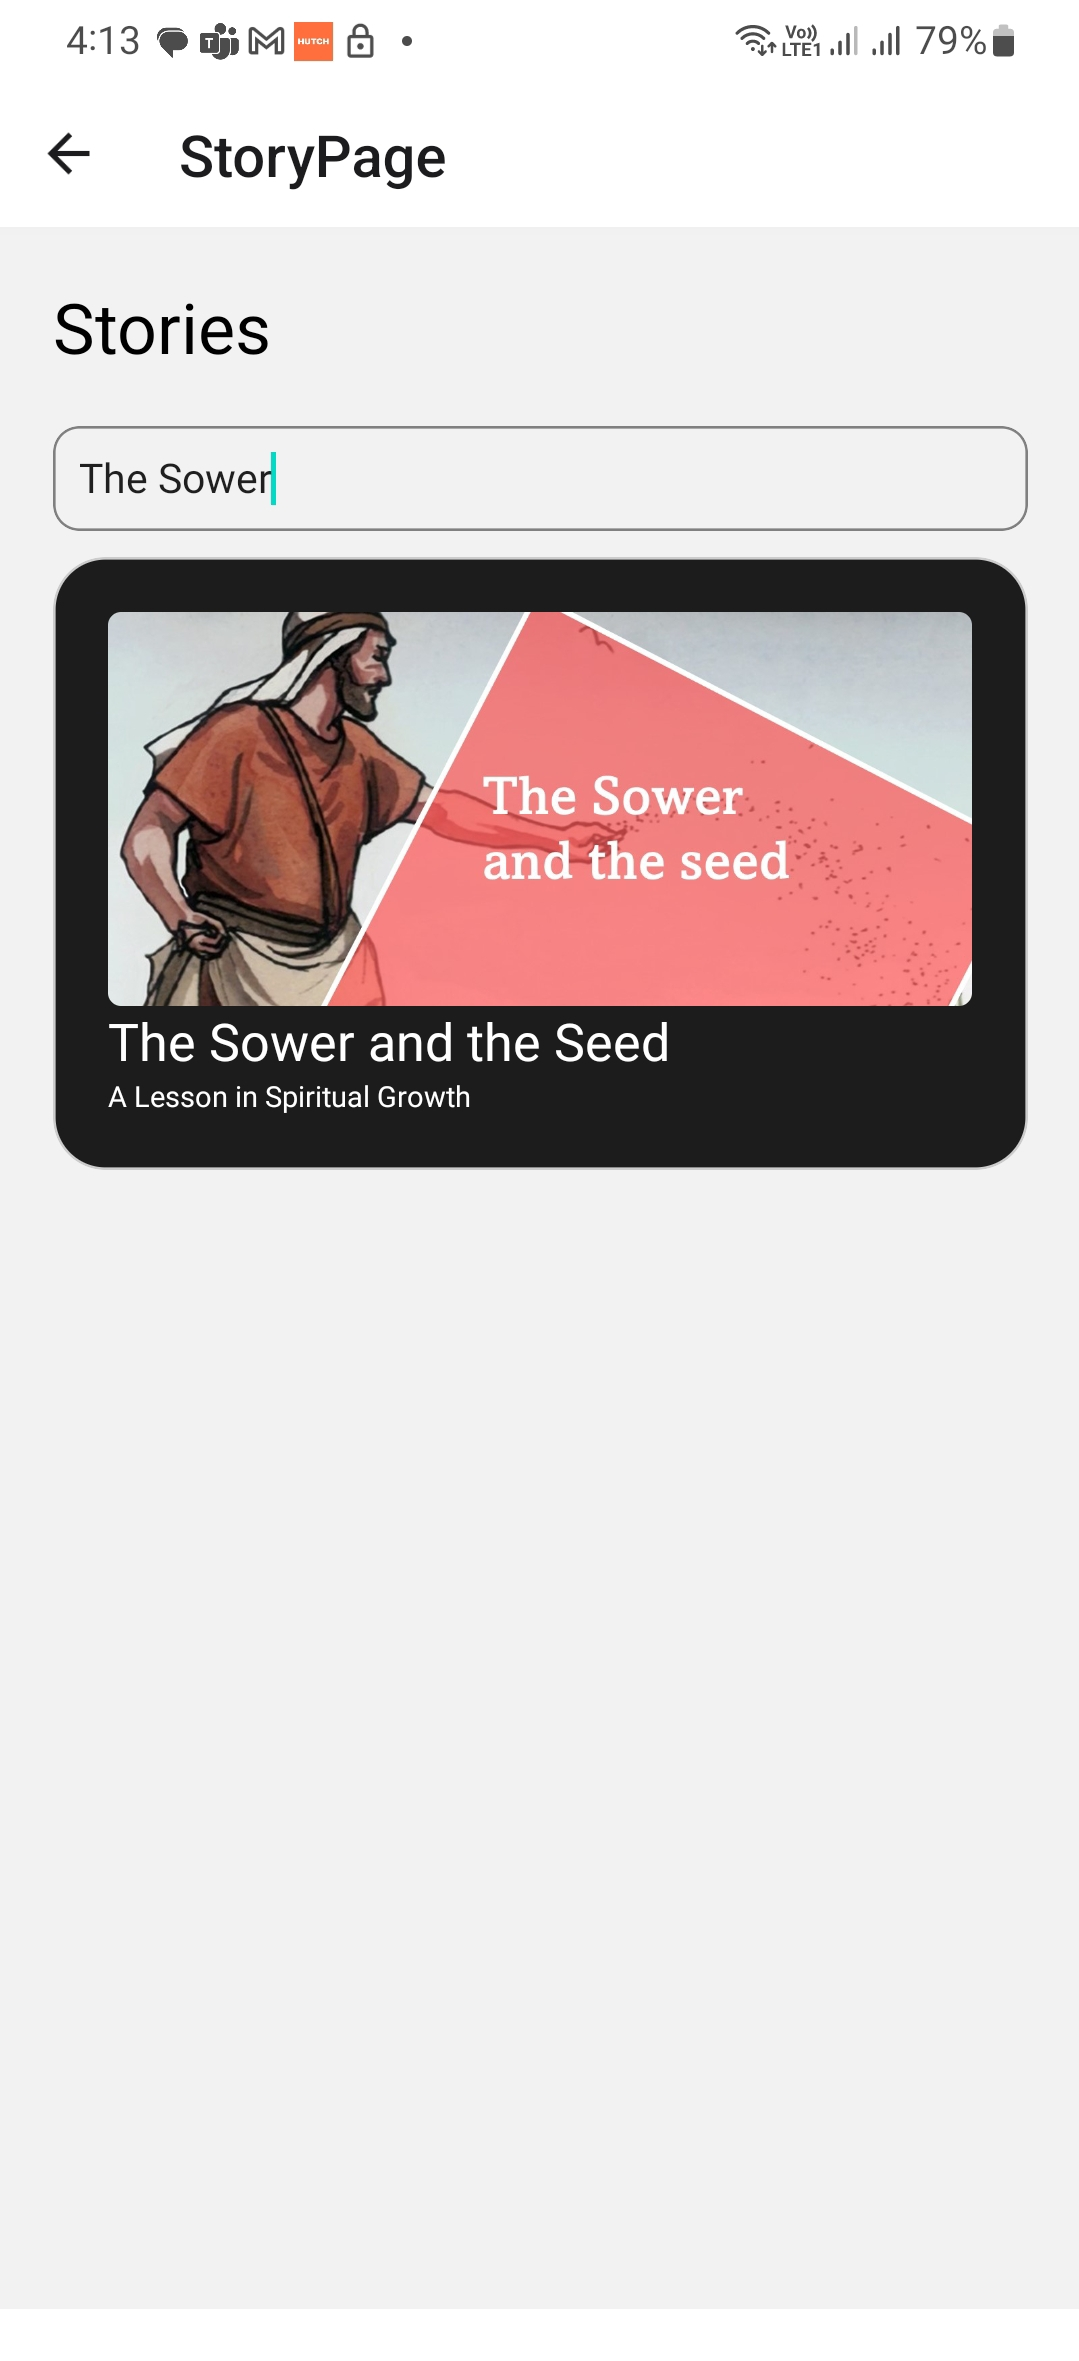 4:13 HUTCH Vo)) LTE1 79%
StoryPage
Stories
The Sower
The Sower
and the seed
The Sower and the Seed
A Lesson in Spiritual Growth